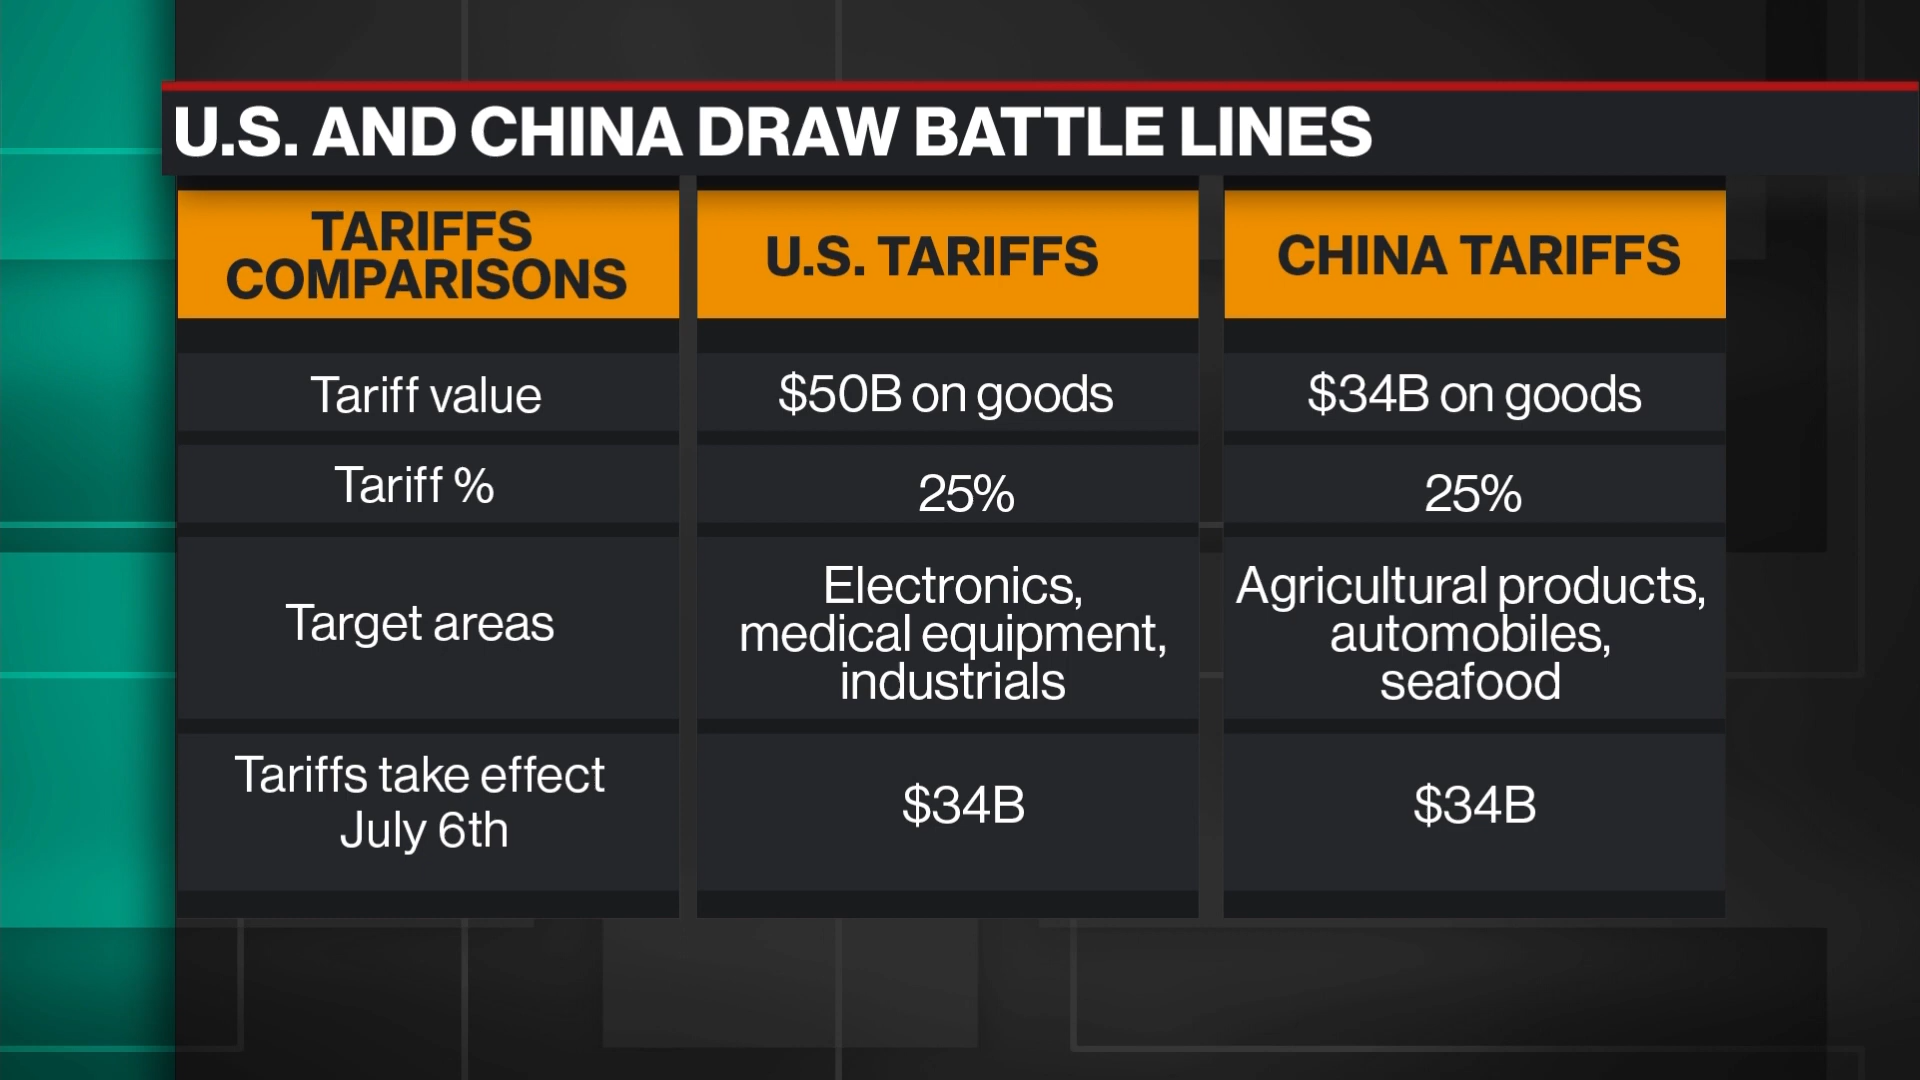 U.S. AND CHINA DRAW BATTLE LINES
TARIFFS
COMPARISONS
U.S. TARIFFS
CHINA TARIFFS
Tariff value
$50B on goods
$34B on goods
Tariff %
25%
25%
Target areas
Electronics,
medical equipment,
industrials
Agricultural products,
automobiles,
seafood
Tariffs take effect
July 6th
$34B
$34B